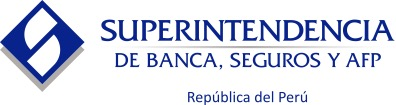 SUPERINTENDENCIA
DE BANCA, SEGUROS Y AFP
República del Perú